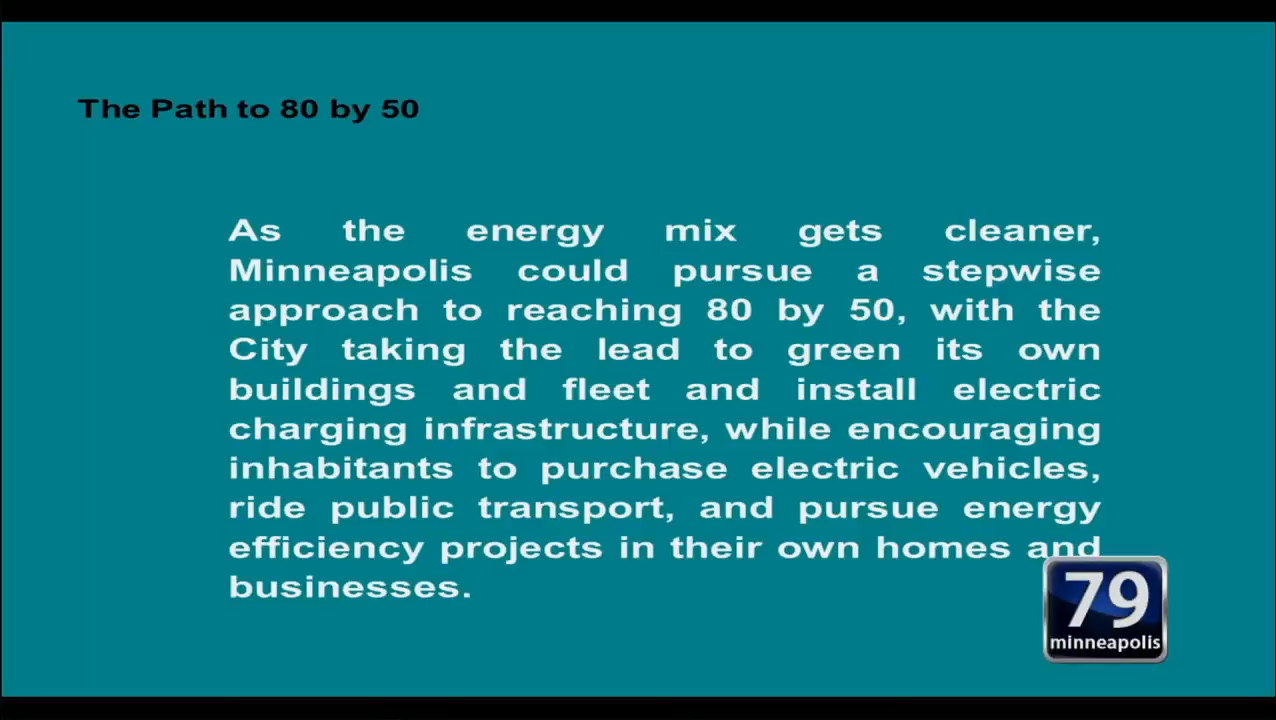 The Path to 80 by 50
As the energy mix gets cleaner,
Minneapolis could pursue a stepwise
approach to reaching 80 by 50, with the
City taking the lead to green its own
buildings and fleet and install electric
charging infrastructure, while encouraging
inhabitants to purchase electric vehicles,
ride public transport, and pursue energy
efficiency projects in their own homes and
businesses.
79
minneapolis